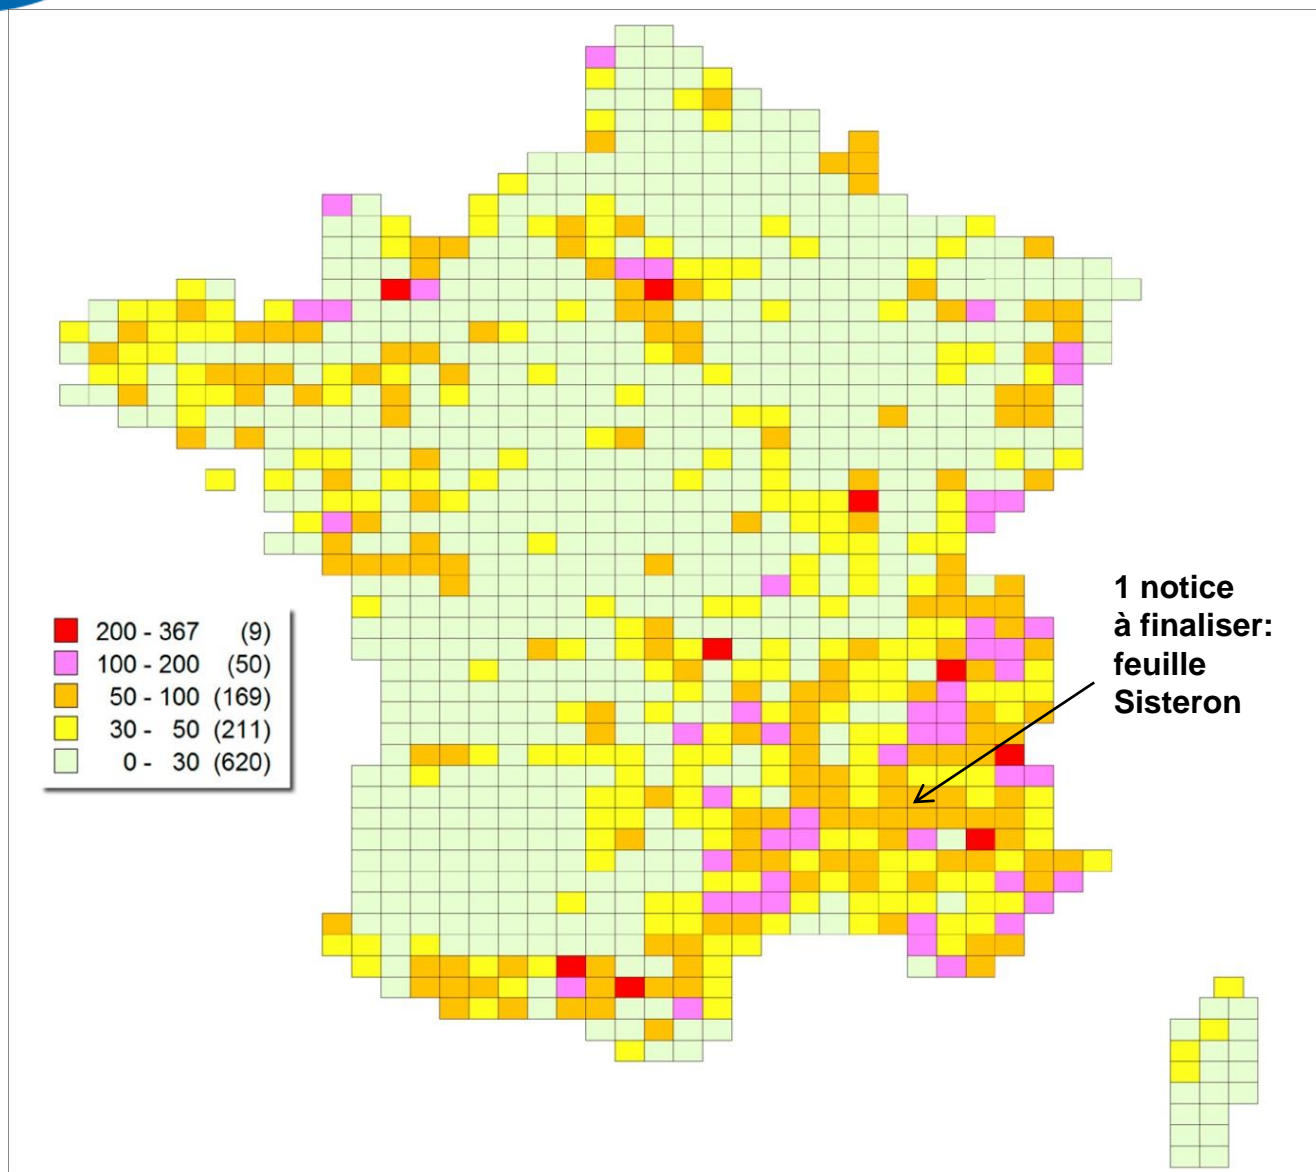 1 notice
à finaliser:
feuille
Sisteron
200 - 367 (9)
100 - 200 (50)
50 - 100 (169)
30 - 50 (211)
0 - 30 (620)